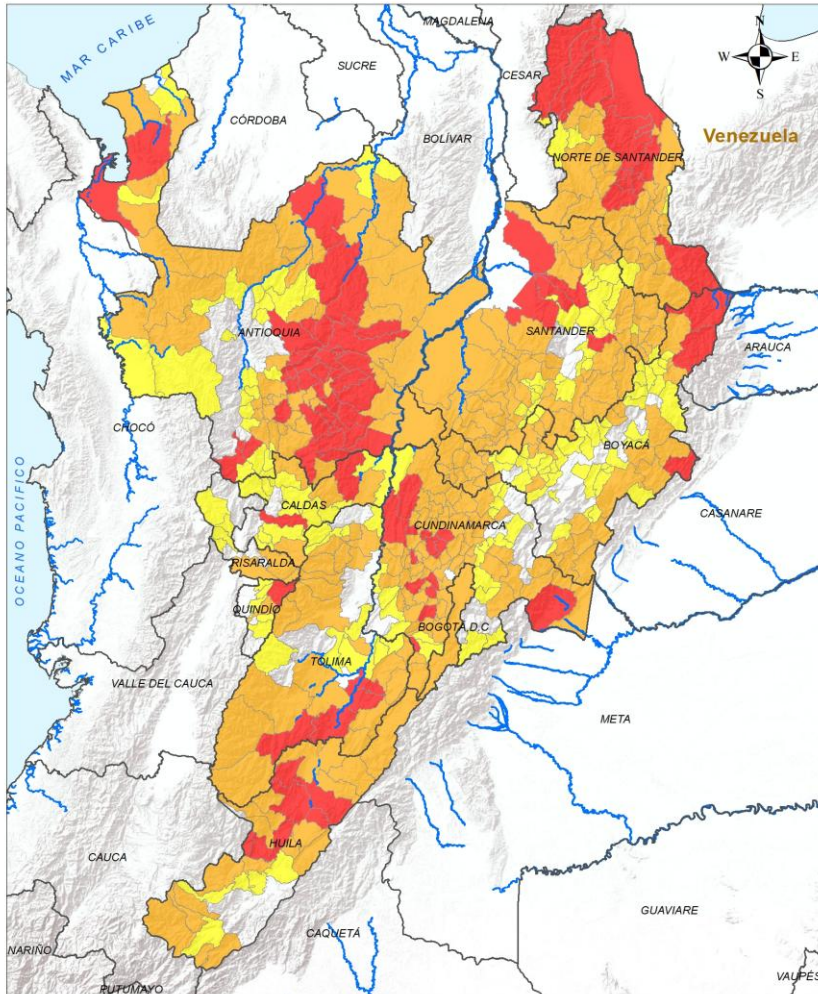 MAR CARIBE
MAGDALENA
N
W
E
S
SUCRE
CESAR
CÓRDOBA
BOLÍVAR
Venezuela
NORTE DE SANTANDER
ANTIOQUIA
SANTANDER
ARAUCA
CHOCÓ
BOYACÁ
OCEANO PACIFICO
CALDAS
CUNDINAMARCA
CASANARE
RISARALDA
QUINDÍO
BOGOTÁ D.C
TOLIMA
VALLE DEL CAUCA
META
HUILA
CAUCA
GUAVIARE
CAQUETÁ
NARIÑO
PUTUMAYO
VAUPÉS